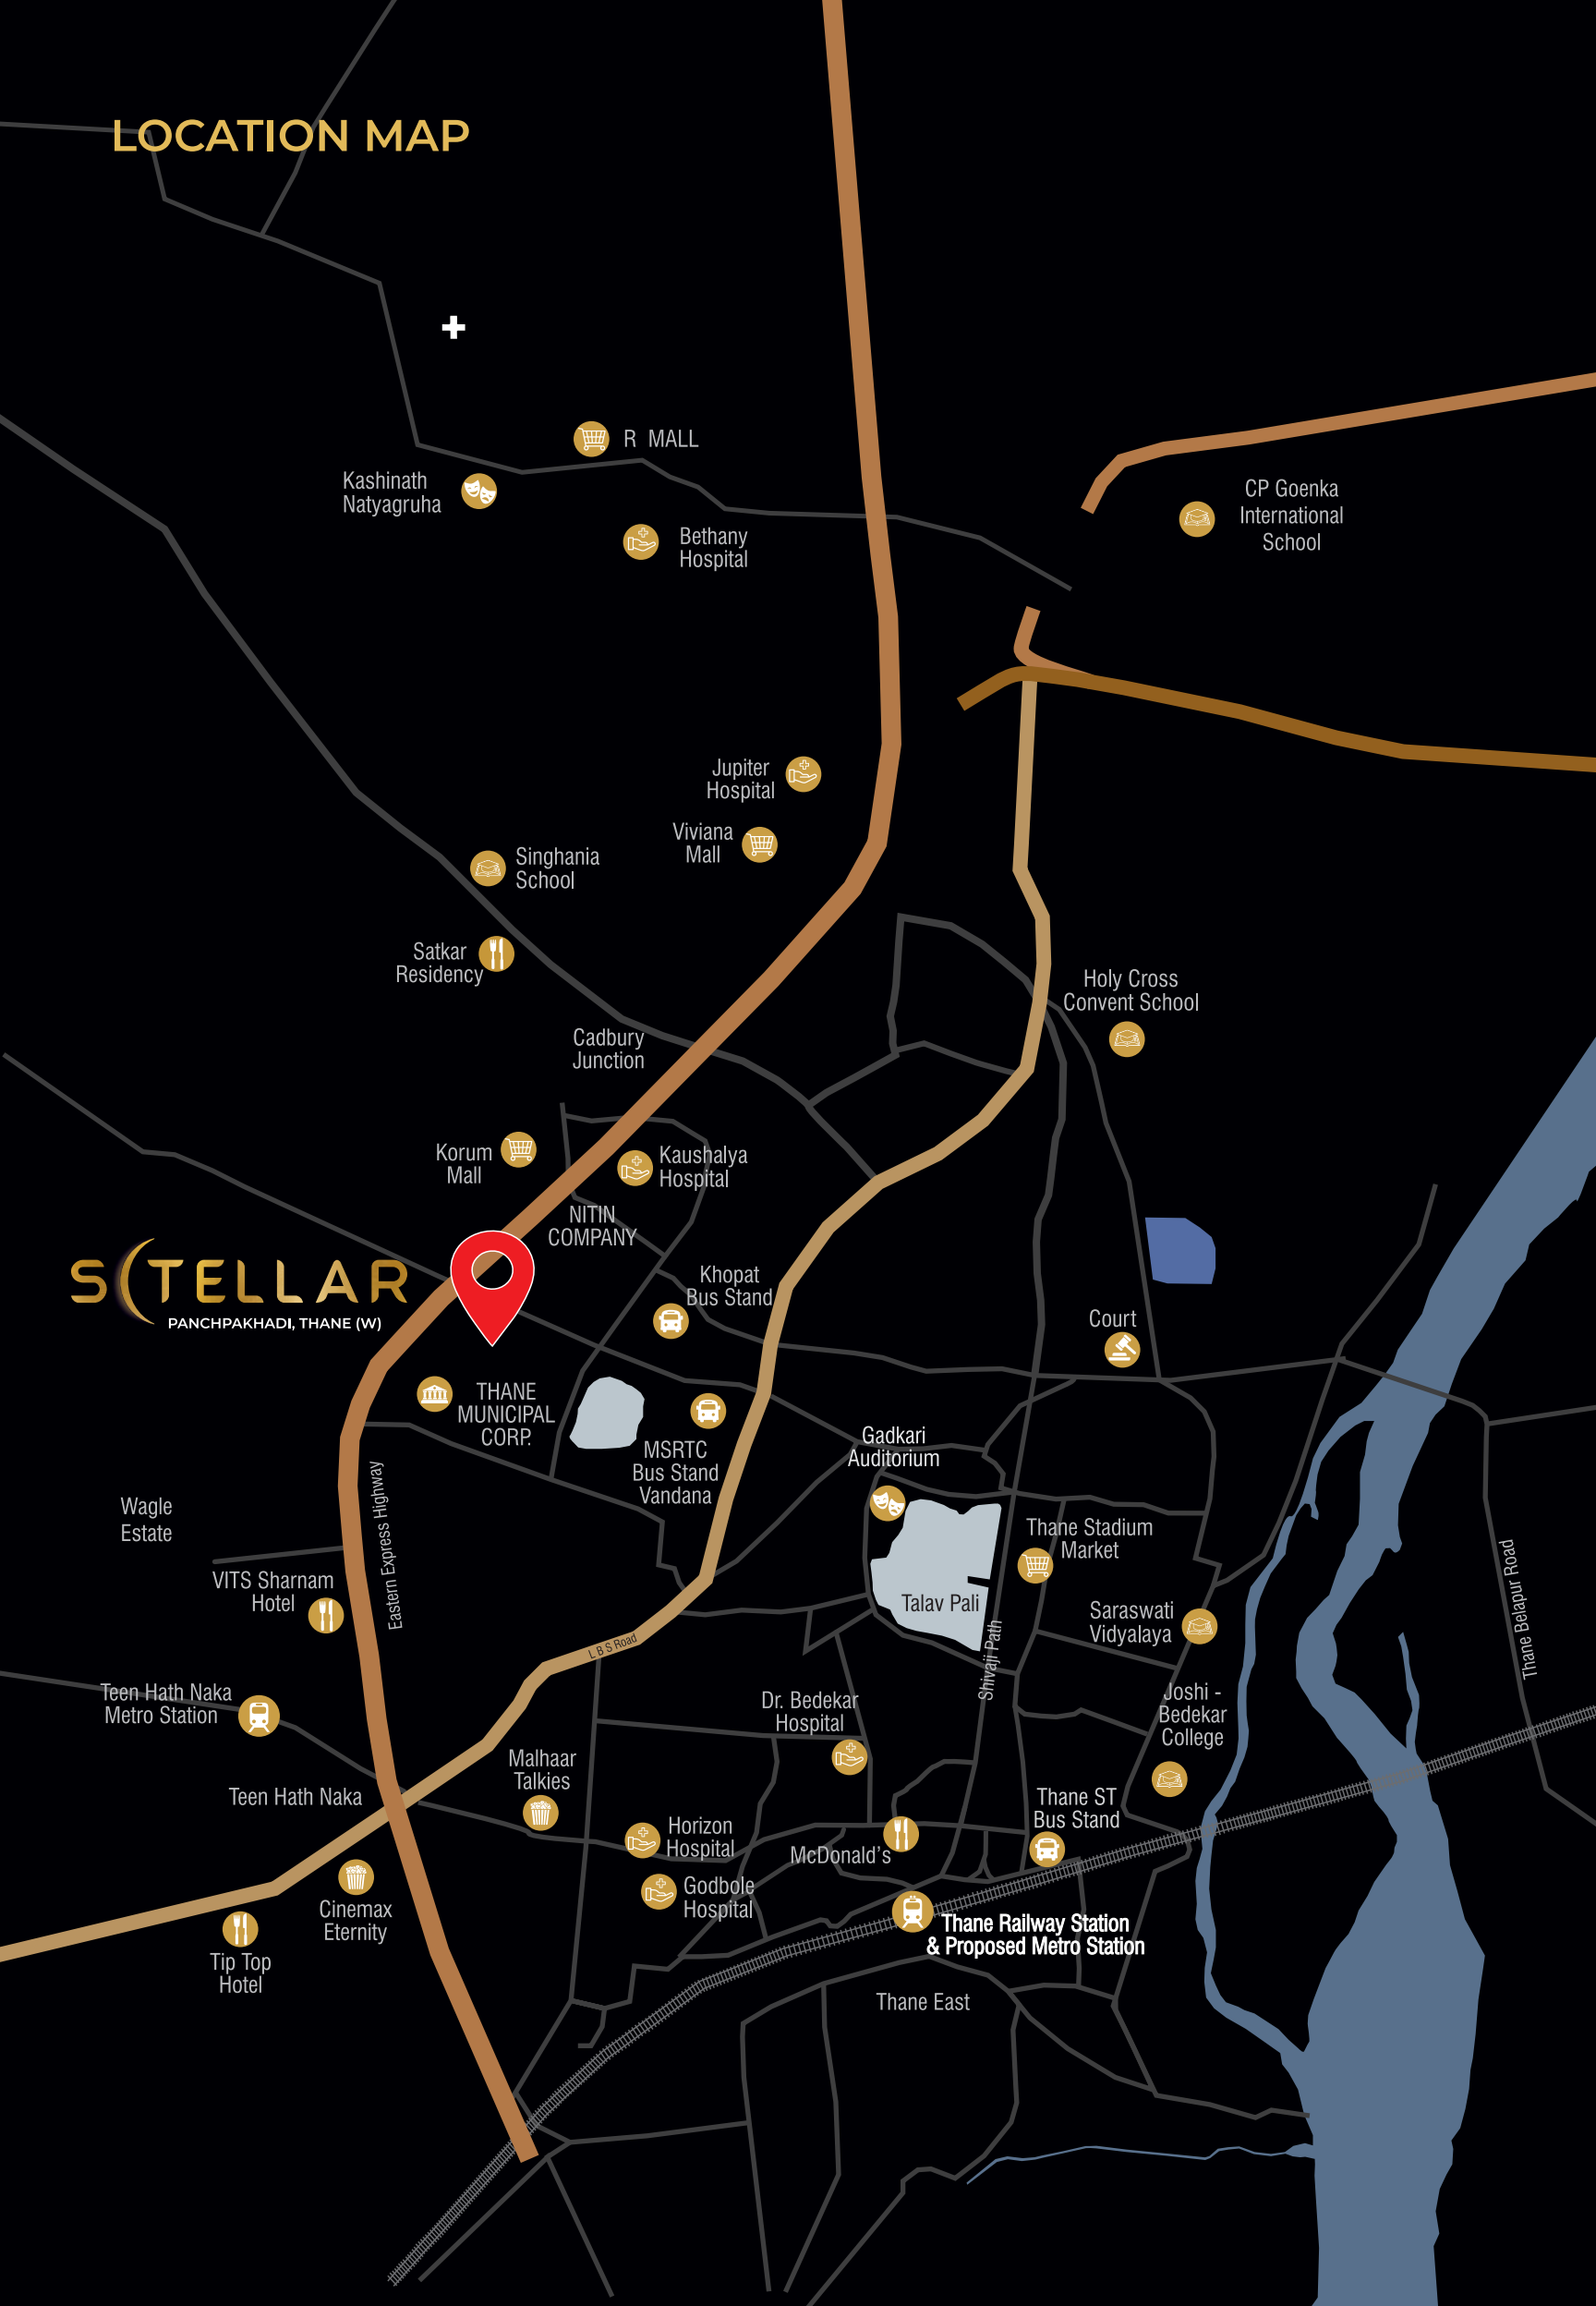 LOCATION MAP
R MALL
Kashinath
Natyagruha
CP Goenka
International
School
Bethany
Hospital
Jupiter
Hospital
Viviana
Mall
Singhania
School
Satkar
Residency
Holy Cross
Convent School
Cadbury
Junction
Korum
Mall
Kaushalya
Hospital
NITIN
COMPANY
STELLAR
PANCHPAKHADI, THANE (W)
Khopat
Bus Stand
Court
THANE
MUNICIPAL
CORP.
MSRTC
Bus Stand
Vandana
Gadkari
Auditorium
Wagle
Estate
Eastern Express Highway
Thane Stadium
Market
VITS Sharnam
Hotel
Talav Pali
Saraswati
Vidyalaya
Thane Belapur Road
L B S Road
Shivaji Path
Teen Hath Naka
Metro Station
Dr. Bedekar
Hospital
Joshi -
Bedekar
College
Malhaar
Talkies
Teen Hath Naka
Thane ST
Bus Stand
Horizon
Hospital
McDonald's
Godbole
Hospital
Cinemax
Eternity
Thane Railway Station
& Proposed Metro Station
Tip Top
Hotel
Thane East